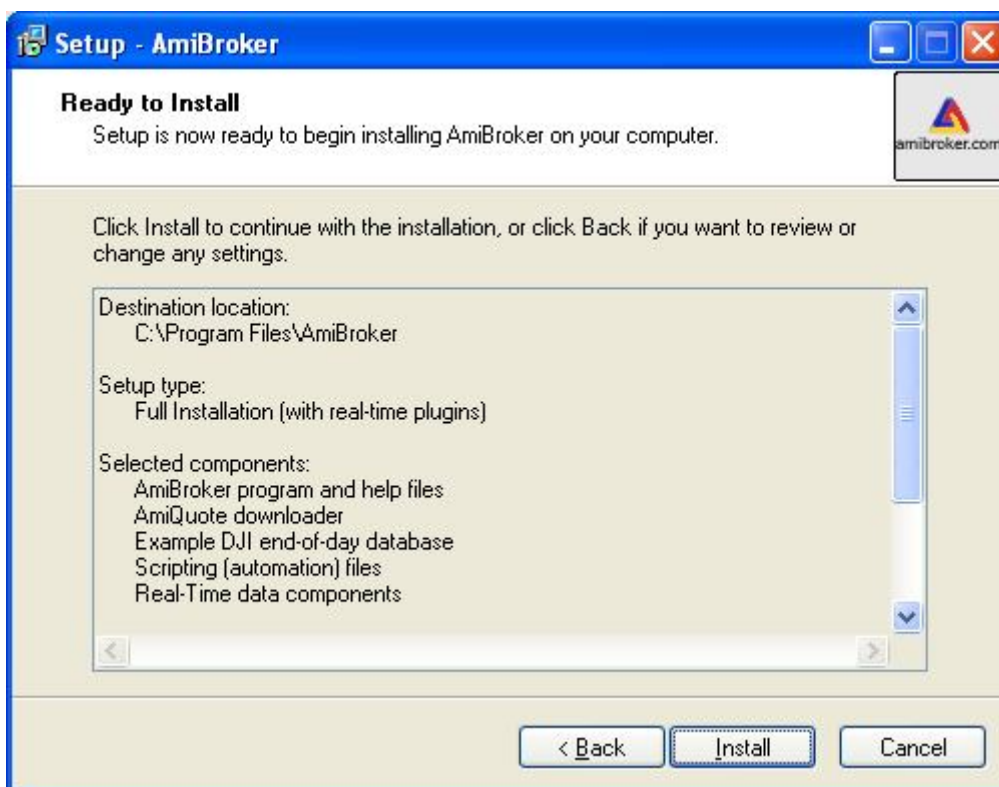 Setup - AmiBroker
Ready to Install
Setup is now ready to begin installing AmiBroker on your computer.
amibroker.com
Click Install to continue with the installation, or click Back if you want to review or
change any settings.
Destination location:
C:\Program Files\AmiBroker
Setup type:
Full Installation (with real-time plugins)
Selected components:
AmiBroker program and help files
AmiQuote downloader
Example DJI end-of-day database
Scripting (automation) files
Real-Time data components
< Back
Install
Cancel